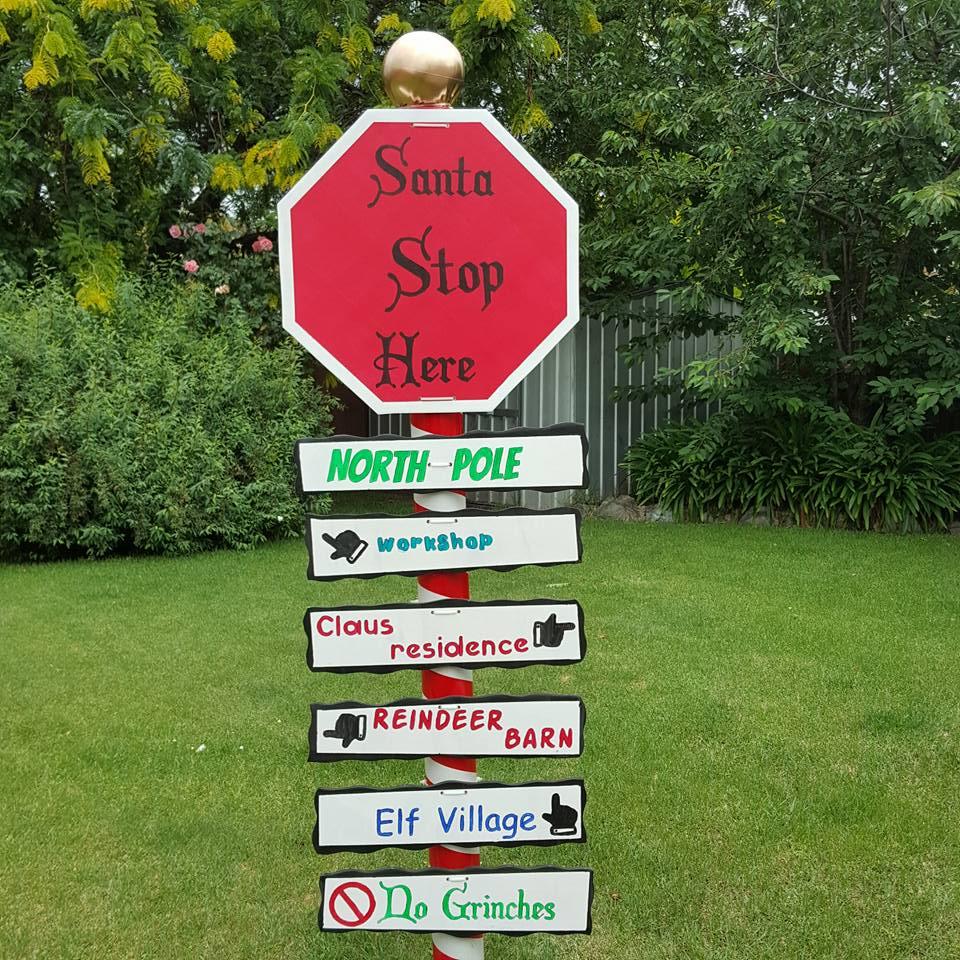 Santa
Stop
Here
NORTH POLE
workshop
Claus
residence
REINDEER
BARN
Elf Village
No Grinches